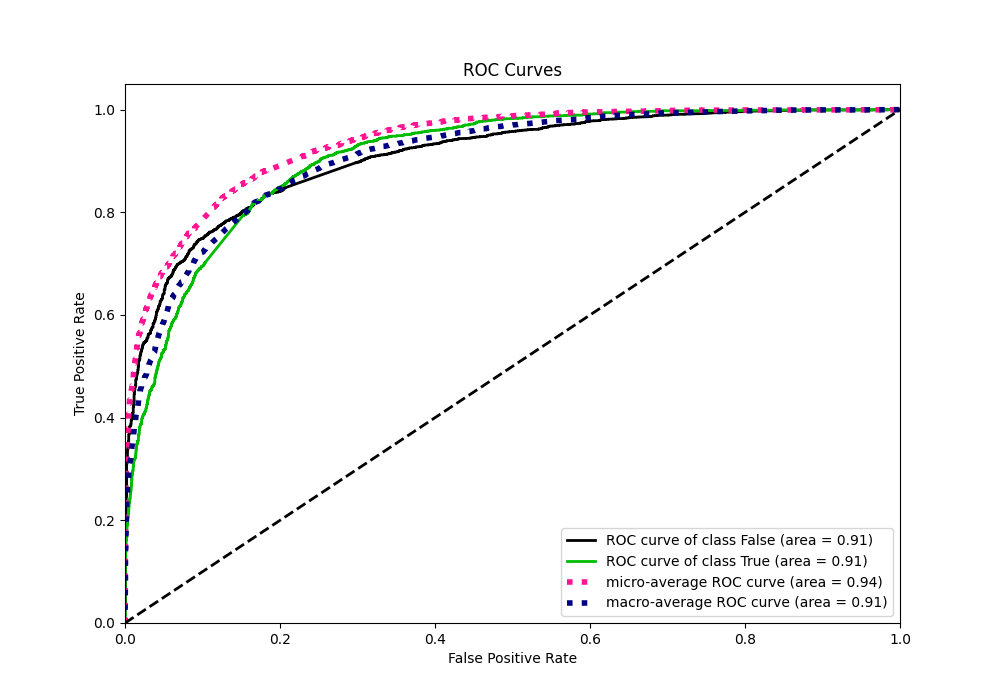 ROC Curves
1.0
0.8
0.6
0.4
0.2
0.0
True Positive Rate
0.0 0.2 0.4 0.6 0.8 1.0
False Positive Rate
ROC curve of class False (area = 0.91)
ROC curve of class True (area = 0.91)
micro-average ROC curve (area = 0.94)
macro-average ROC curve (area = 0.91)